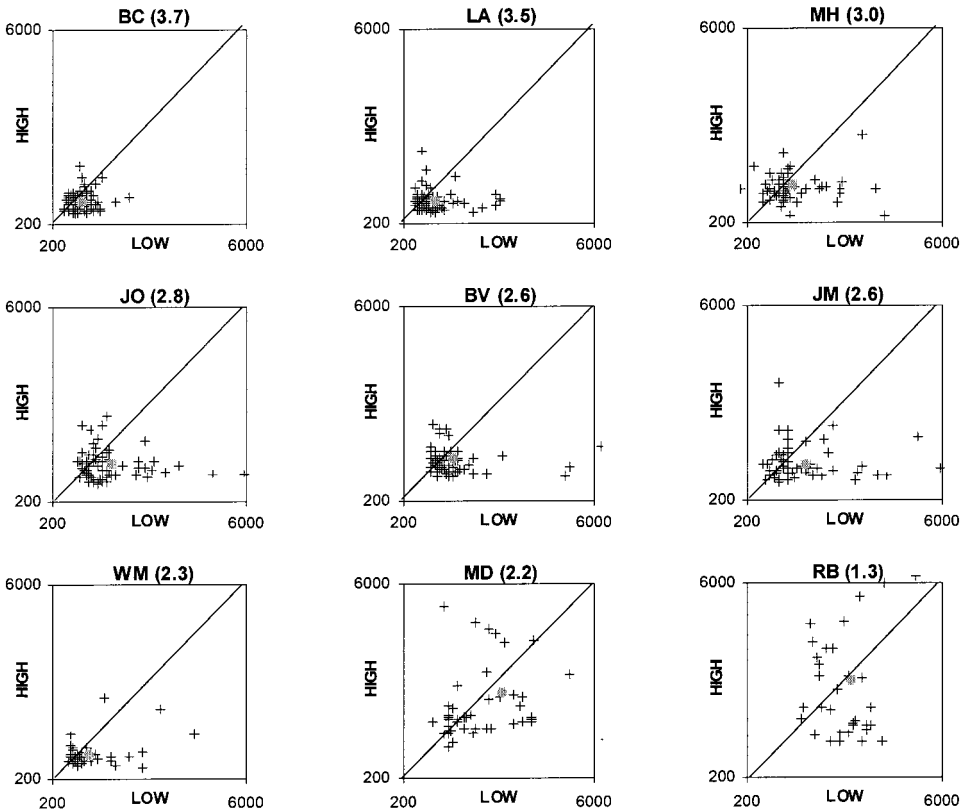 BC (3.7)
6000
HIGH
200
200
LOW
6000
LA (3.5)
6000
HIGH
200
200
LOW
6000
MH (3.0)
6000
HIGH
200
200
LOW
6000
JO (2.8)
6000
HIGH
200
200
LOW
6000
BV (2.6)
6000
HIGH
200
200
LOW
6000
JM (2.6)
6000
HIGH
200
200
LOW
6000
WM (2.3)
6000
HIGH
200
200
LOW
6000
MD (2.2)
6000
HIGH
200
200
LOW
6000
RB (1.3)
6000
HIGH
200
200
LOW
6000